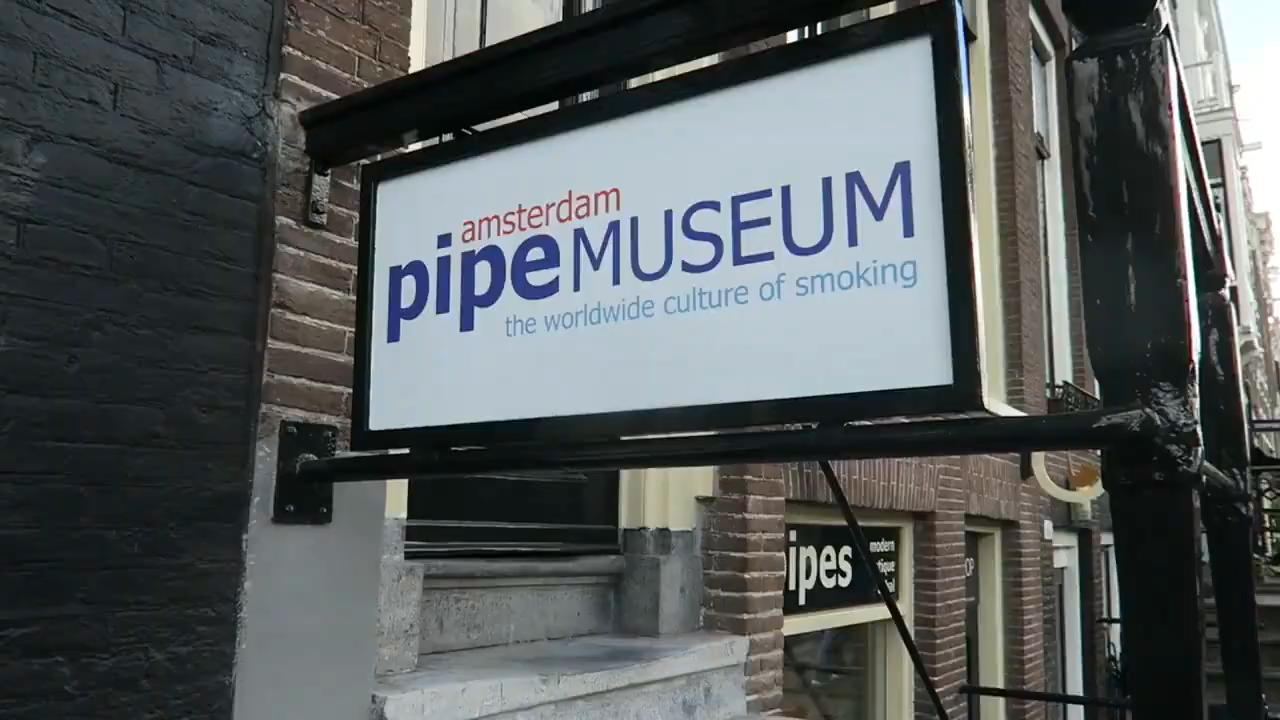 amsterdam
pipeMUSEUM
the worldwide culture of smoking
ipes
modern